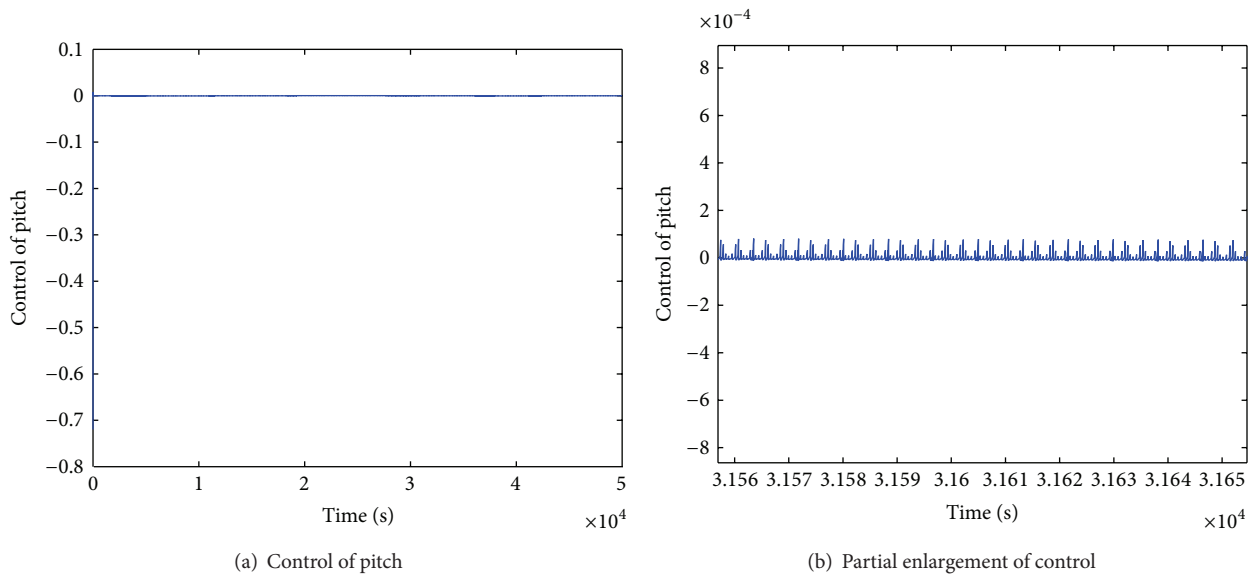 0.1
0
−0.1
−0.2
−0.3
−0.4
−0.5
−0.6
−0.7
−0.8
Control of pitch
0 1 2 3 4 5
Time (s)
×10⁴
(a) Control of pitch
×10⁻⁴
8
6
4
2
0
−2
−4
−6
−8
Control of pitch
3.156 3.157 3.158 3.159 3.16 3.161 3.162 3.163 3.164 3.165
Time (s)
×10⁴
(b) Partial enlargement of control